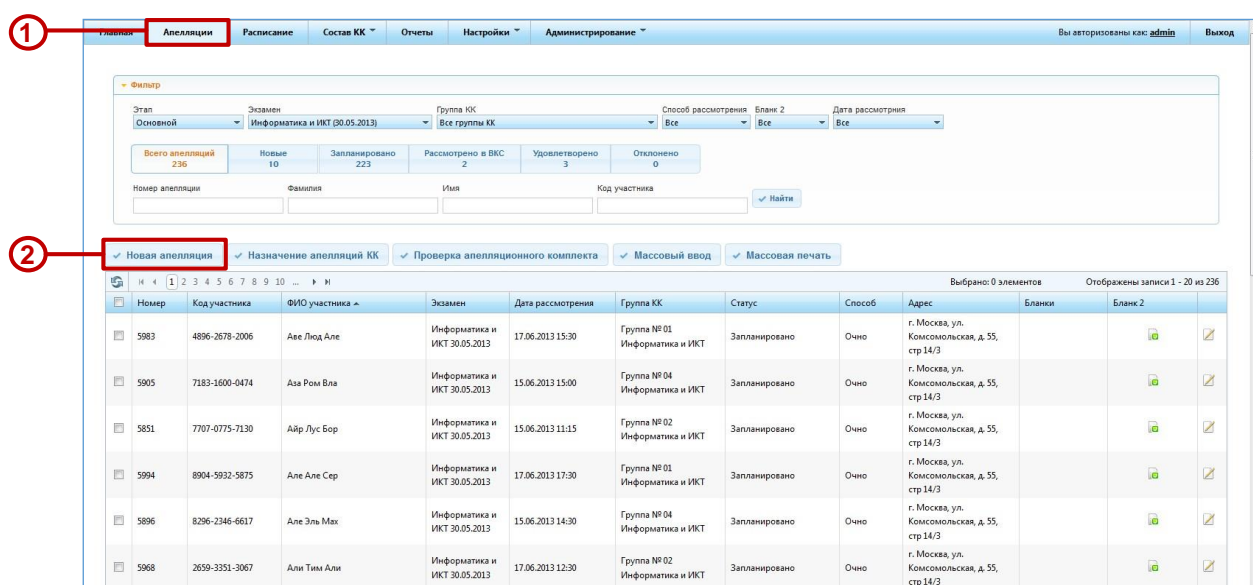 1
Главная Апелляции Расписание Состав КК Отчеты Настройки Администрирование Вы авторизованы как: admin Выход
Фильтр
Этап Экзамен Группа КК Способ рассмотрения Бланк 2 Дата рассмотрния
Основной Информатика и ИКТ (30.05.2013) Все группы КК Все Все Все
Всего апелляций Новые Запланировано Рассмотрено в ВКС Удовлетворено Отклонено
236 10 223 2 3 0
Номер апелляции Фамилия Имя Код участника
Найти
2
Новая апелляция Назначение апелляций КК Проверка апелляционного комплекта Массовый ввод Массовая печать
1 2 3 4 5 6 7 8 9 10 ... Выбрано: 0 элементов Отображены записи 1 - 20 из 236
Номер Код участника ФИО участника Экзамен Дата рассмотрения Группа КК Статус Способ Адрес Бланки Бланк 2
г. Москва, ул.
Информатика и Группа № 01
5983 4896-2678-2006 Аве Люд Але 17.06.2013 15:30 Запланировано Очно Комсомольская, д. 55,
ИКТ 30.05.2013 Информатика и ИКТ
стр 14/3
г. Москва, ул.
Информатика и Группа № 04
5905 7183-1600-0474 Аза Ром Вла 15.06.2013 15:00 Запланировано Очно Комсомольская, д. 55,
ИКТ 30.05.2013 Информатика и ИКТ
стр 14/3
г. Москва, ул.
Информатика и Группа № 02
5851 7707-0775-7130 Айр Лус Бор 15.06.2013 11:15 Запланировано Очно Комсомольская, д. 55,
ИКТ 30.05.2013 Информатика и ИКТ
стр 14/3
г. Москва, ул.
Информатика и Группа № 01
5994 8904-5932-5875 Але Але Сер 17.06.2013 17:30 Запланировано Очно Комсомольская, д. 55,
ИКТ 30.05.2013 Информатика и ИКТ
стр 14/3
г. Москва, ул.
Информатика и Группа № 04
5896 8296-2346-6617 Але Эль Мах 15.06.2013 14:30 Запланировано Очно Комсомольская, д. 55,
ИКТ 30.05.2013 Информатика и ИКТ
стр 14/3
г. Москва, ул.
Информатика и Группа № 02
5968 2659-3351-3067 Али Тим Али 17.06.2013 12:30 Запланировано Очно Комсомольская, д. 55,
ИКТ 30.05.2013 Информатика и ИКТ
стр 14/3